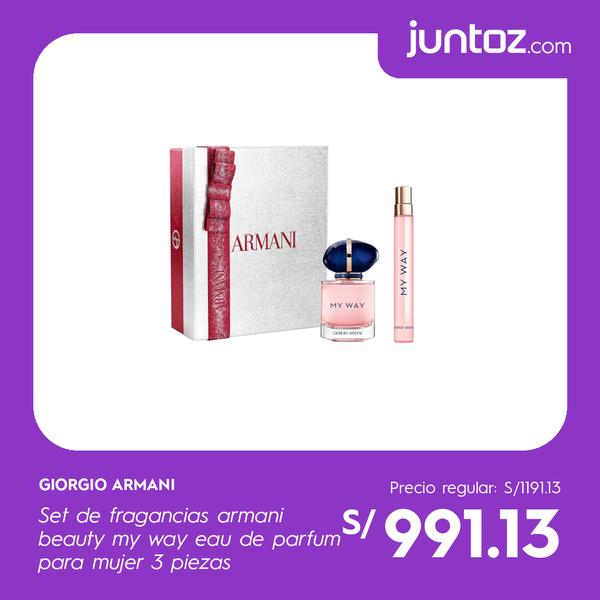 juntoz.com
ARMANI
MY WAY
GIORGIO ARMANI
MY WAY
GIORGIO ARMANI
GIORGIO ARMANI
Set de fragancias armani
beauty my way eau de parfum
para mujer 3 piezas
Precio regular: S/1191.13
S/ 991.13